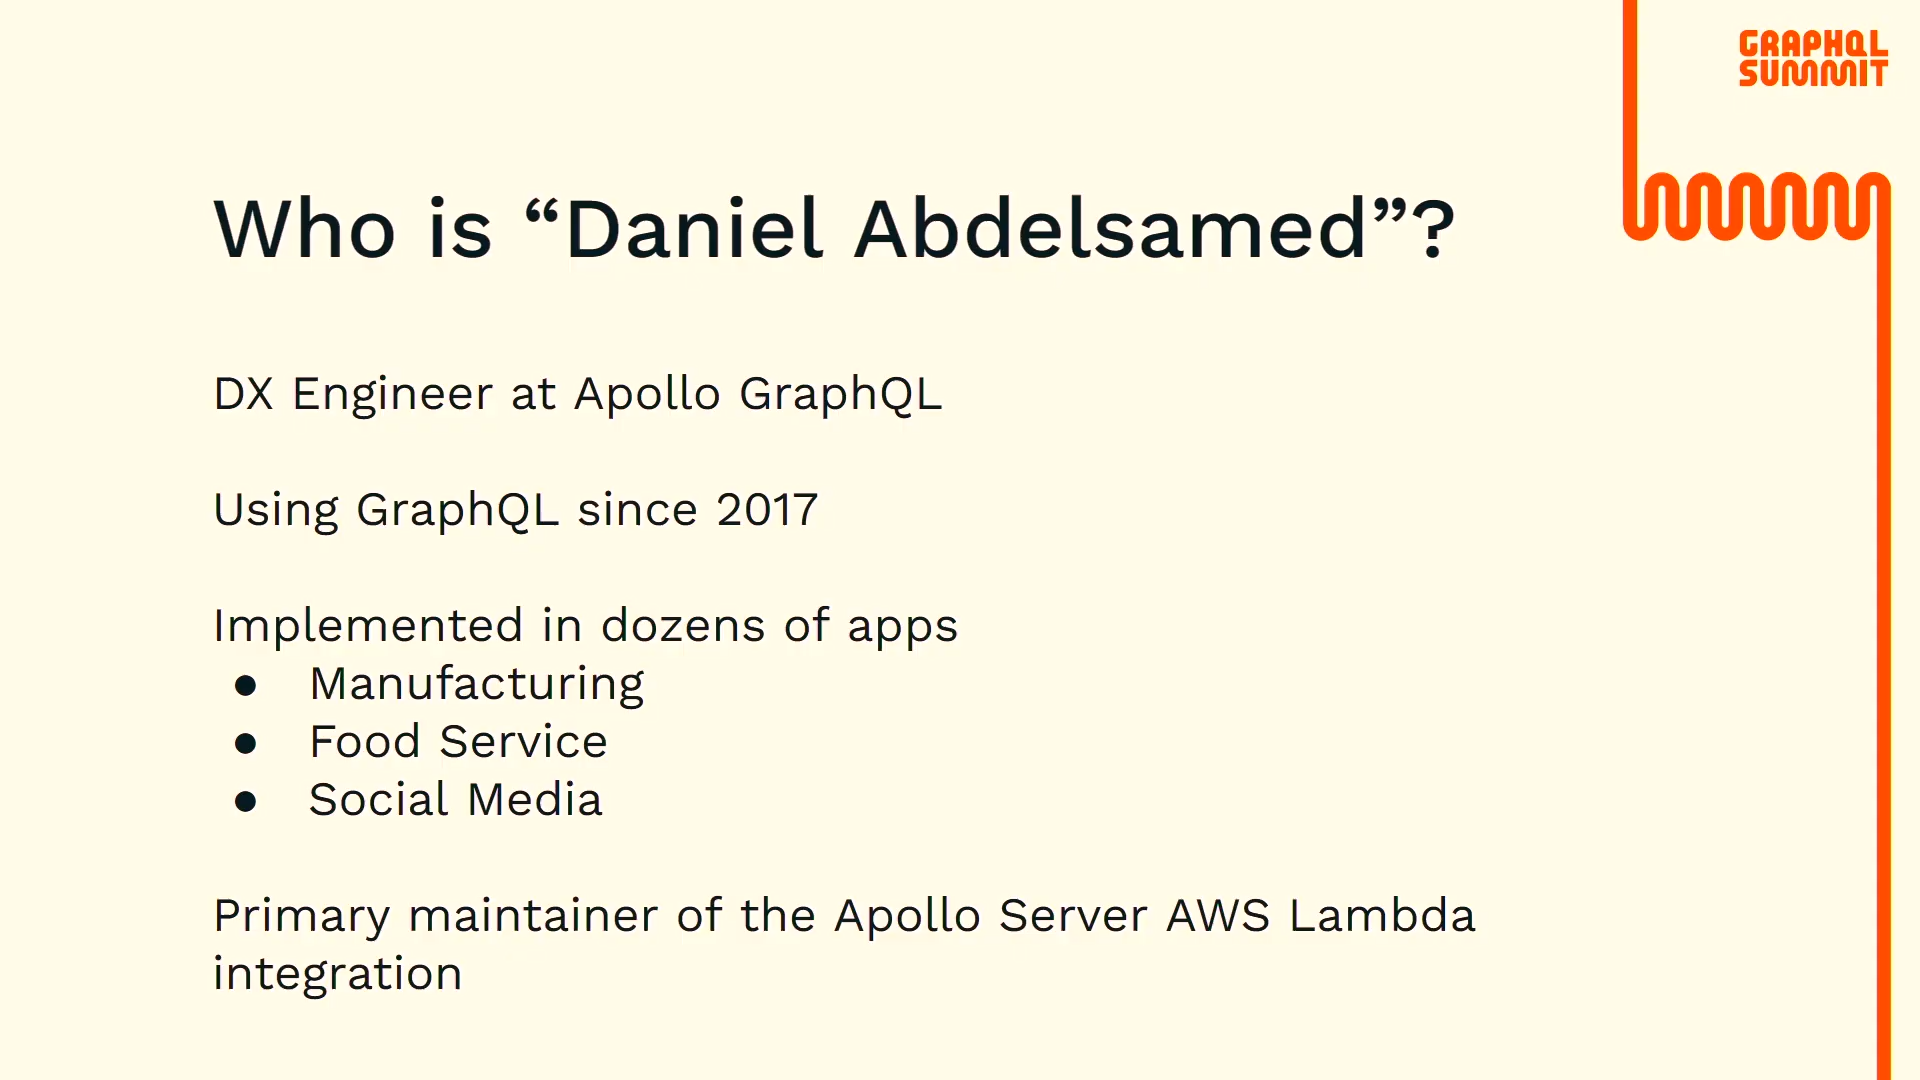 GRAPHQL
SUMMIT
Who is “Daniel Abdelsamed”?
DX Engineer at Apollo GraphQL
Using GraphQL since 2017
Implemented in dozens of apps
● Manufacturing
● Food Service
● Social Media
Primary maintainer of the Apollo Server AWS Lambda
integration